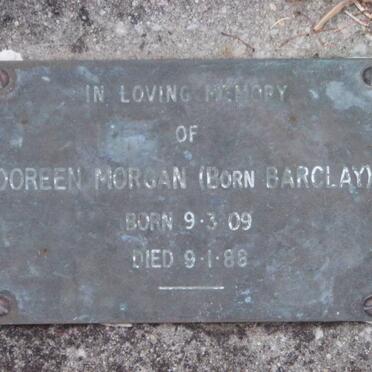 IN LOVING MEMORY
OF
DOREEN MORGAN (BORN BARCLAY)
BORN 9·3·09
DIED 9·1·88